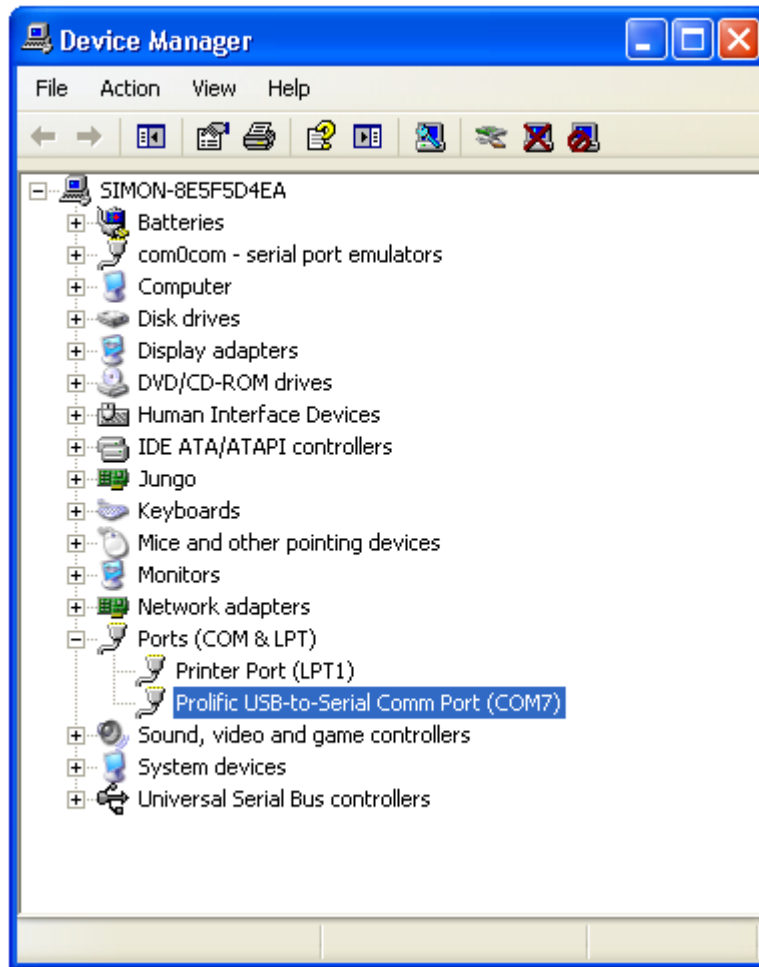 Device Manager
File Action View Help
SIMON-8E5F5D4EA
Batteries
com0com - serial port emulators
Computer
Disk drives
Display adapters
DVD/CD-ROM drives
Human Interface Devices
IDE ATA/ATAPI controllers
Jungo
Keyboards
Mice and other pointing devices
Monitors
Network adapters
Ports (COM & LPT)
Printer Port (LPT1)
Prolific USB-to-Serial Comm Port (COM7)
Sound, video and game controllers
System devices
Universal Serial Bus controllers